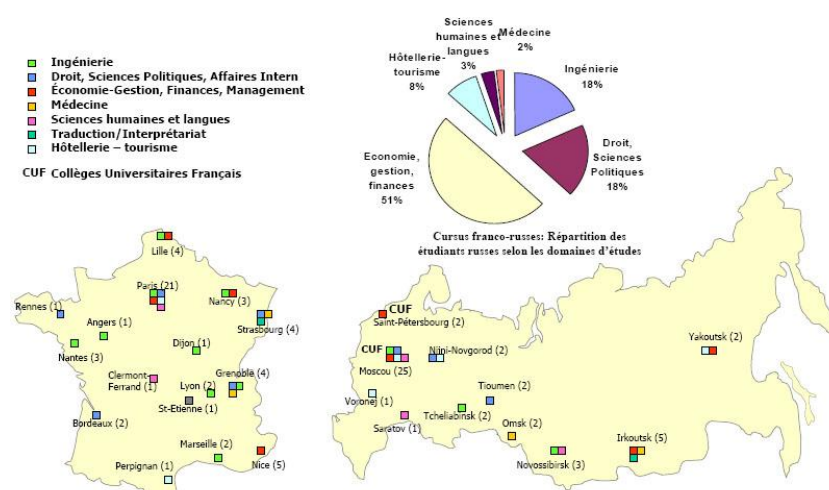 Ingénierie
Droit, Sciences Politiques, Affaires Intern
Économie-Gestion, Finances, Management
Médecine
Sciences humaines et langues
Traduction/Interprétariat
Hôtellerie – tourisme
CUF Collèges Universitaires Français
Sciences
humaines et
langues
3%
Médecine
2%
Hôtellerie-
tourisme
8%
Ingénierie
18%
Droit,
Sciences
Politiques
18%
Economie,
gestion,
finances
51%
Cursus franco-russes: Répartition des
étudiants russes selon les domaines d'études
Lille (4)
Paris (21)
Nancy (3)
Rennes (1)
Strasbourg (4)
Angers (1)
Nantes (3)
Dijon (1)
Clermont-
Ferrand (1)
Lyon (2)
Grenoble (4)
St-Etienne (1)
Bordeaux (2)
Marseille (2)
Nice (5)
Perpignan (1)
CUF
Saint-Pétersbourg (2)
CUF
Moscou (25)
Nijni-Novgorod (2)
Yakoutsk (2)
Voronej (1)
Tioumen (2)
Saratov (1)
Tcheliabinsk (2)
Omsk (2)
Novossibirsk (3)
Irkoutsk (5)